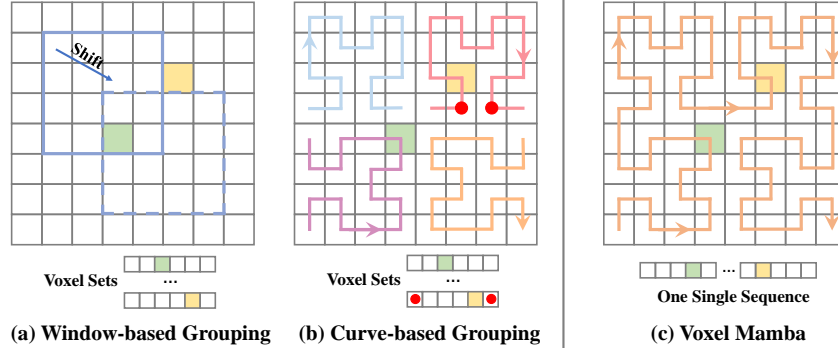 Shift
Voxel Sets
...
Voxel Sets
...
...
One Single Sequence
(a) Window-based Grouping
(b) Curve-based Grouping
(c) Voxel Mamba